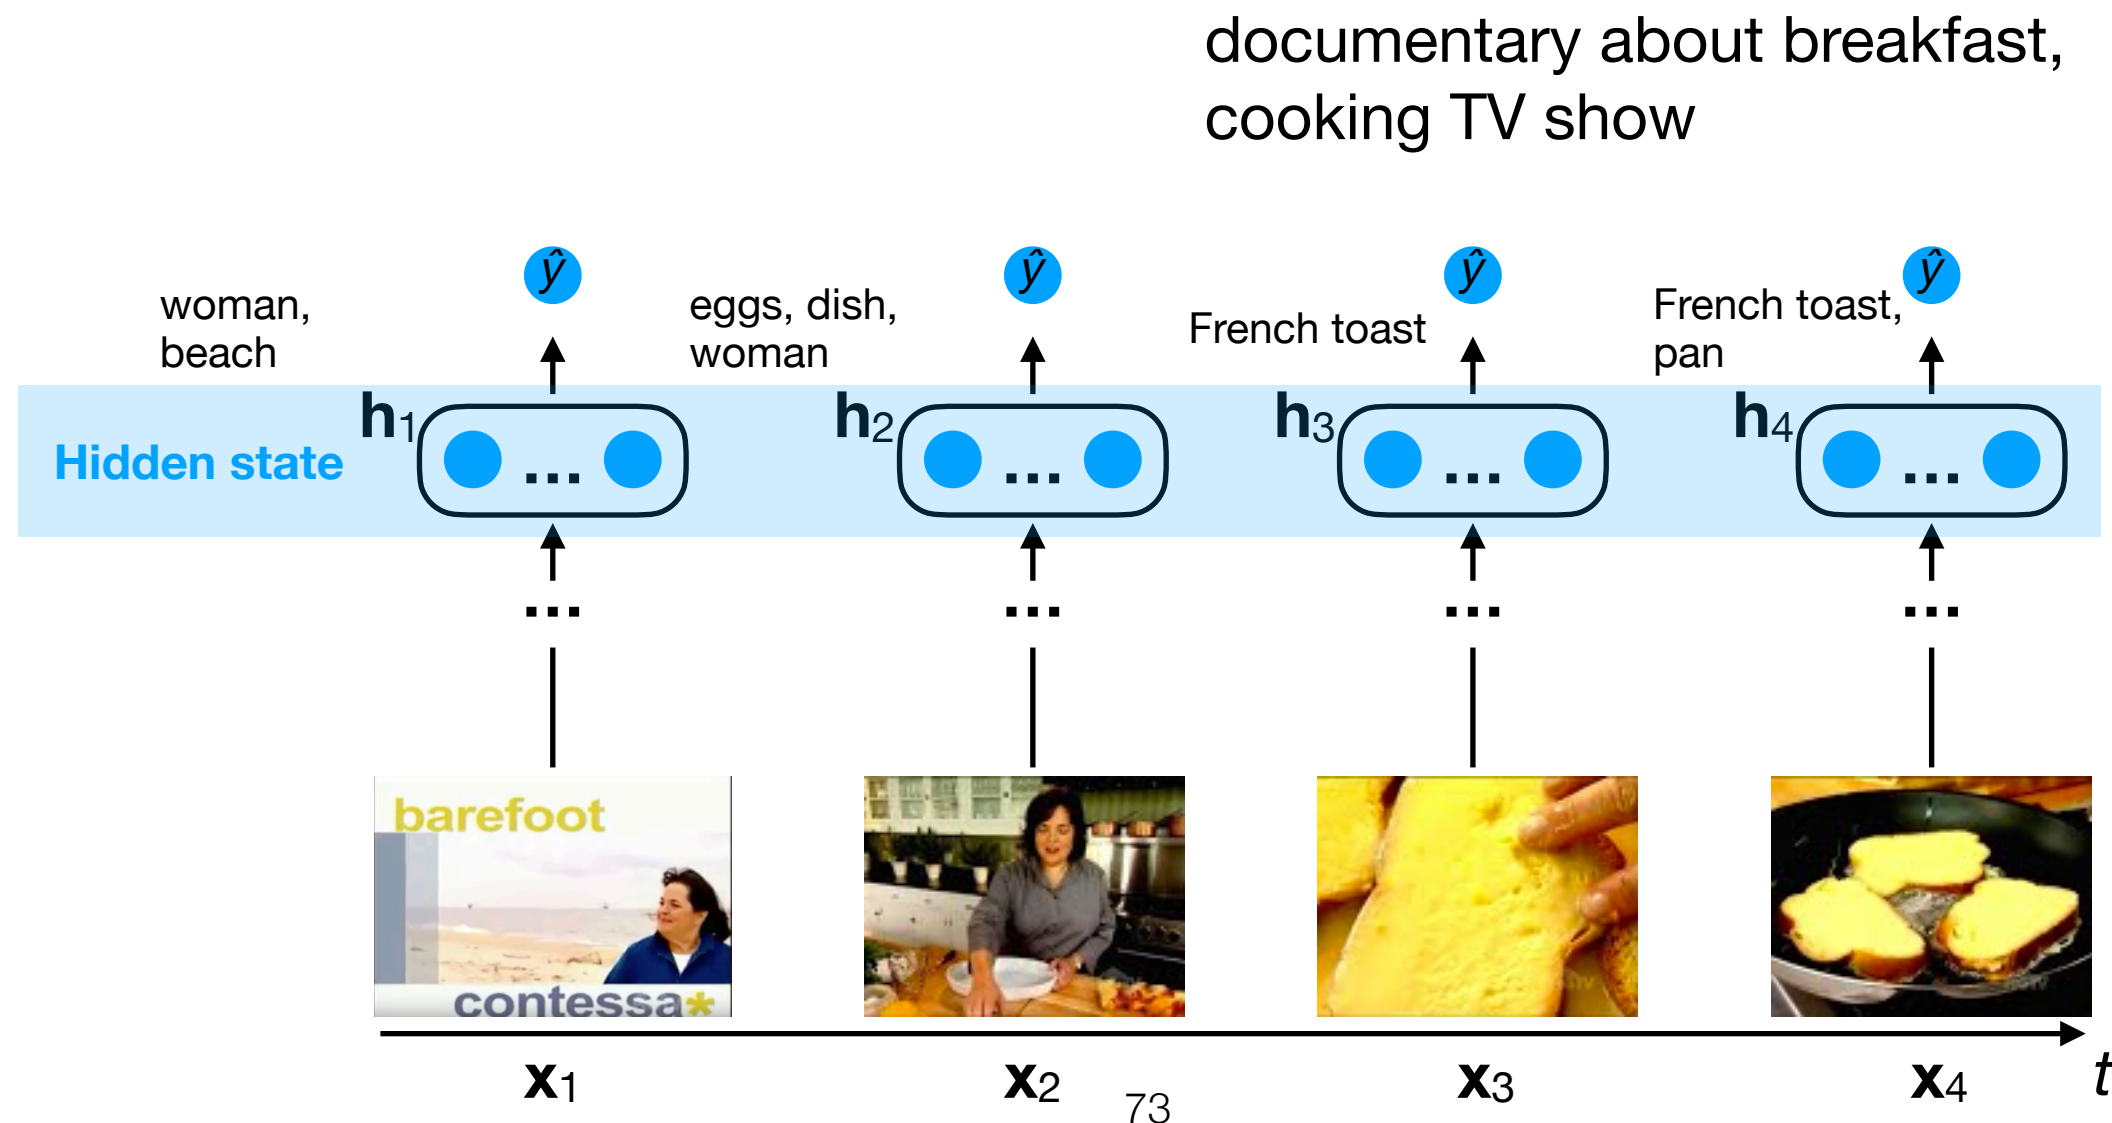 documentary about breakfast,
cooking TV show
ŷ
ŷ
ŷ
ŷ
woman,
beach
eggs, dish,
woman
French toast
French toast,
pan
Hidden state
h1
...
h2
...
h3
...
h4
...
...
...
...
...
barefoot
contessa*
x1
x2
x3
x4
t
73